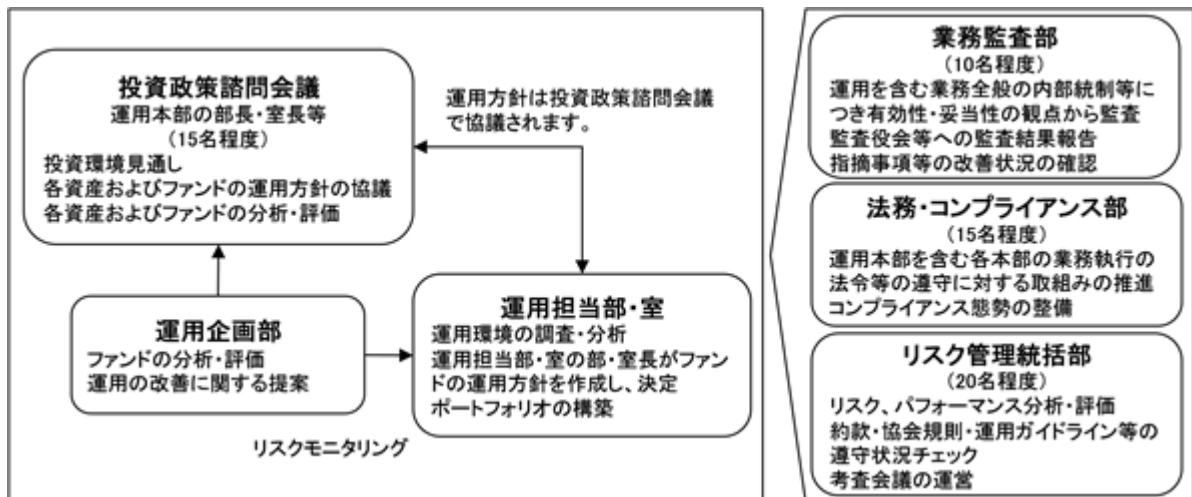 投資政策諮問会議
運用本部の部長・室長等
(15名程度)
投資環境見通し
各資産およびファンドの運用方針の協議
各資産およびファンドの分析・評価
運用方針は投資政策諮問会議
で協議されます。
運用企画部
ファンドの分析・評価
運用の改善に関する提案
運用担当部・室
運用環境の調査・分析
運用担当部・室の部・室長がファン
ドの運用方針を作成し、決定
ポートフォリオの構築
リスクモニタリング
業務監査部
(10名程度)
運用を含む業務全般の内部統制等に
つき有効性・妥当性の観点から監査
監査役会等への監査結果報告
指摘事項等の改善状況の確認
法務・コンプライアンス部
(15名程度)
運用本部を含む各本部の業務執行の
法令等の遵守に対する取組みの推進
コンプライアンス態勢の整備
リスク管理統括部
(20名程度)
リスク、パフォーマンス分析・評価
約款・協会規則・運用ガイドライン等の
遵守状況チェック
考査会議の運営